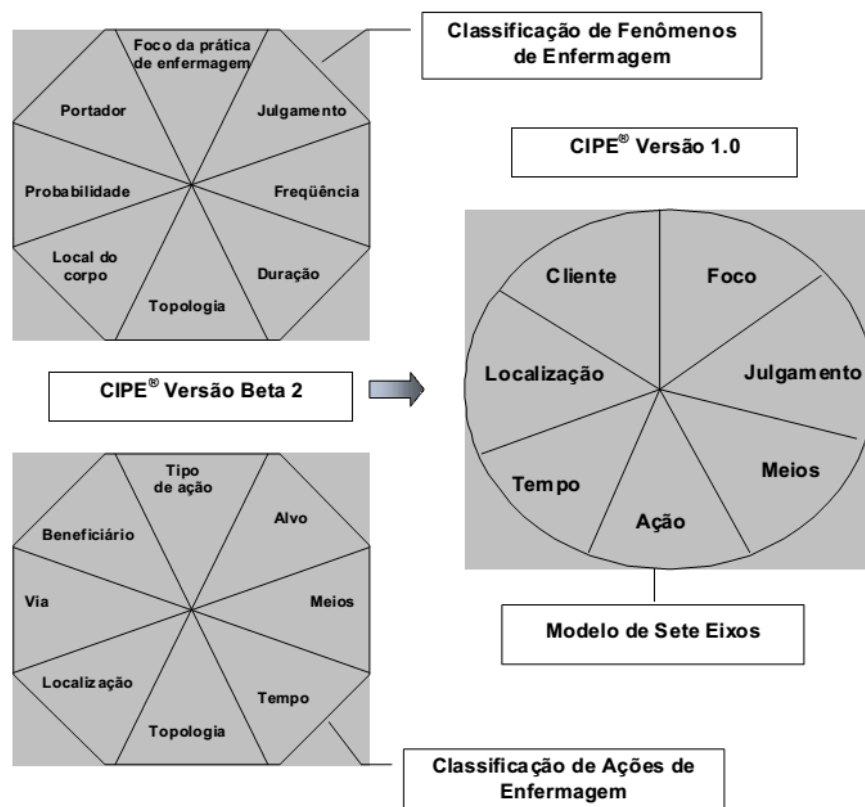 Classificação de Fenômenos
de Enfermagem
Foco da prática
de enfermagem
Portador
Julgamento
Probabilidade
Freqüência
Local do
corpo
Duração
Topologia
CIPE® Versão 1.0
Cliente
Foco
Localização
Julgamento
Tempo
Meios
Ação
CIPE® Versão Beta 2
Tipo
de ação
Beneficiário
Alvo
Via
Meios
Localização
Tempo
Topologia
Modelo de Sete Eixos
Classificação de Ações de
Enfermagem